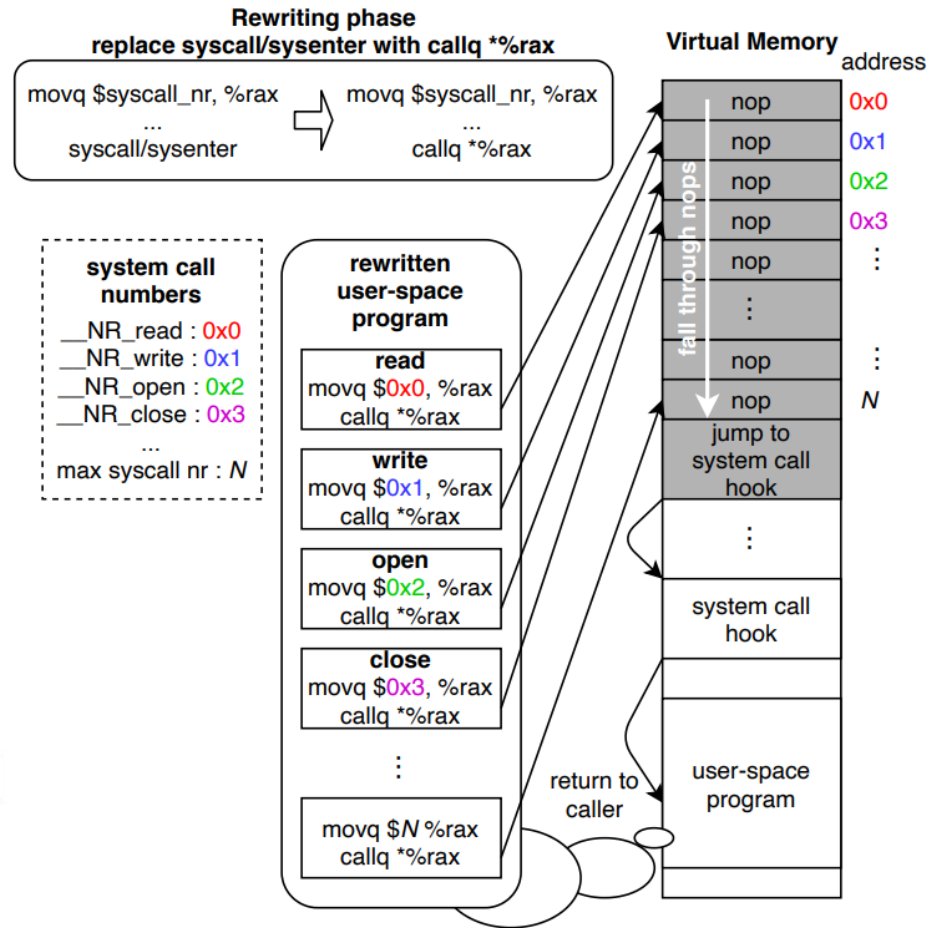 Rewriting phase
replace syscall/sysenter with callq *%rax
movq $syscall_nr, %rax
...
syscall/sysenter
movq $syscall_nr, %rax
...
callq *%rax
system call
numbers
__NR_read : 0x0
__NR_write : 0x1
__NR_open : 0x2
__NR_close : 0x3
...
max syscall nr : N
rewritten
user-space
program
read
movq $0x0, %rax
callq *%rax
write
movq $0x1, %rax
callq *%rax
open
movq $0x2, %rax
callq *%rax
close
movq $0x3, %rax
callq *%rax
⋮
movq $N %rax
callq *%rax
return to
caller
Virtual Memory
address
nop 0x0
nop 0x1
nop 0x2
nop 0x3
nop ⋮
⋮
nop ⋮
nop N
fall through nops
jump to
system call
hook
⋮
system call
hook
user-space
program